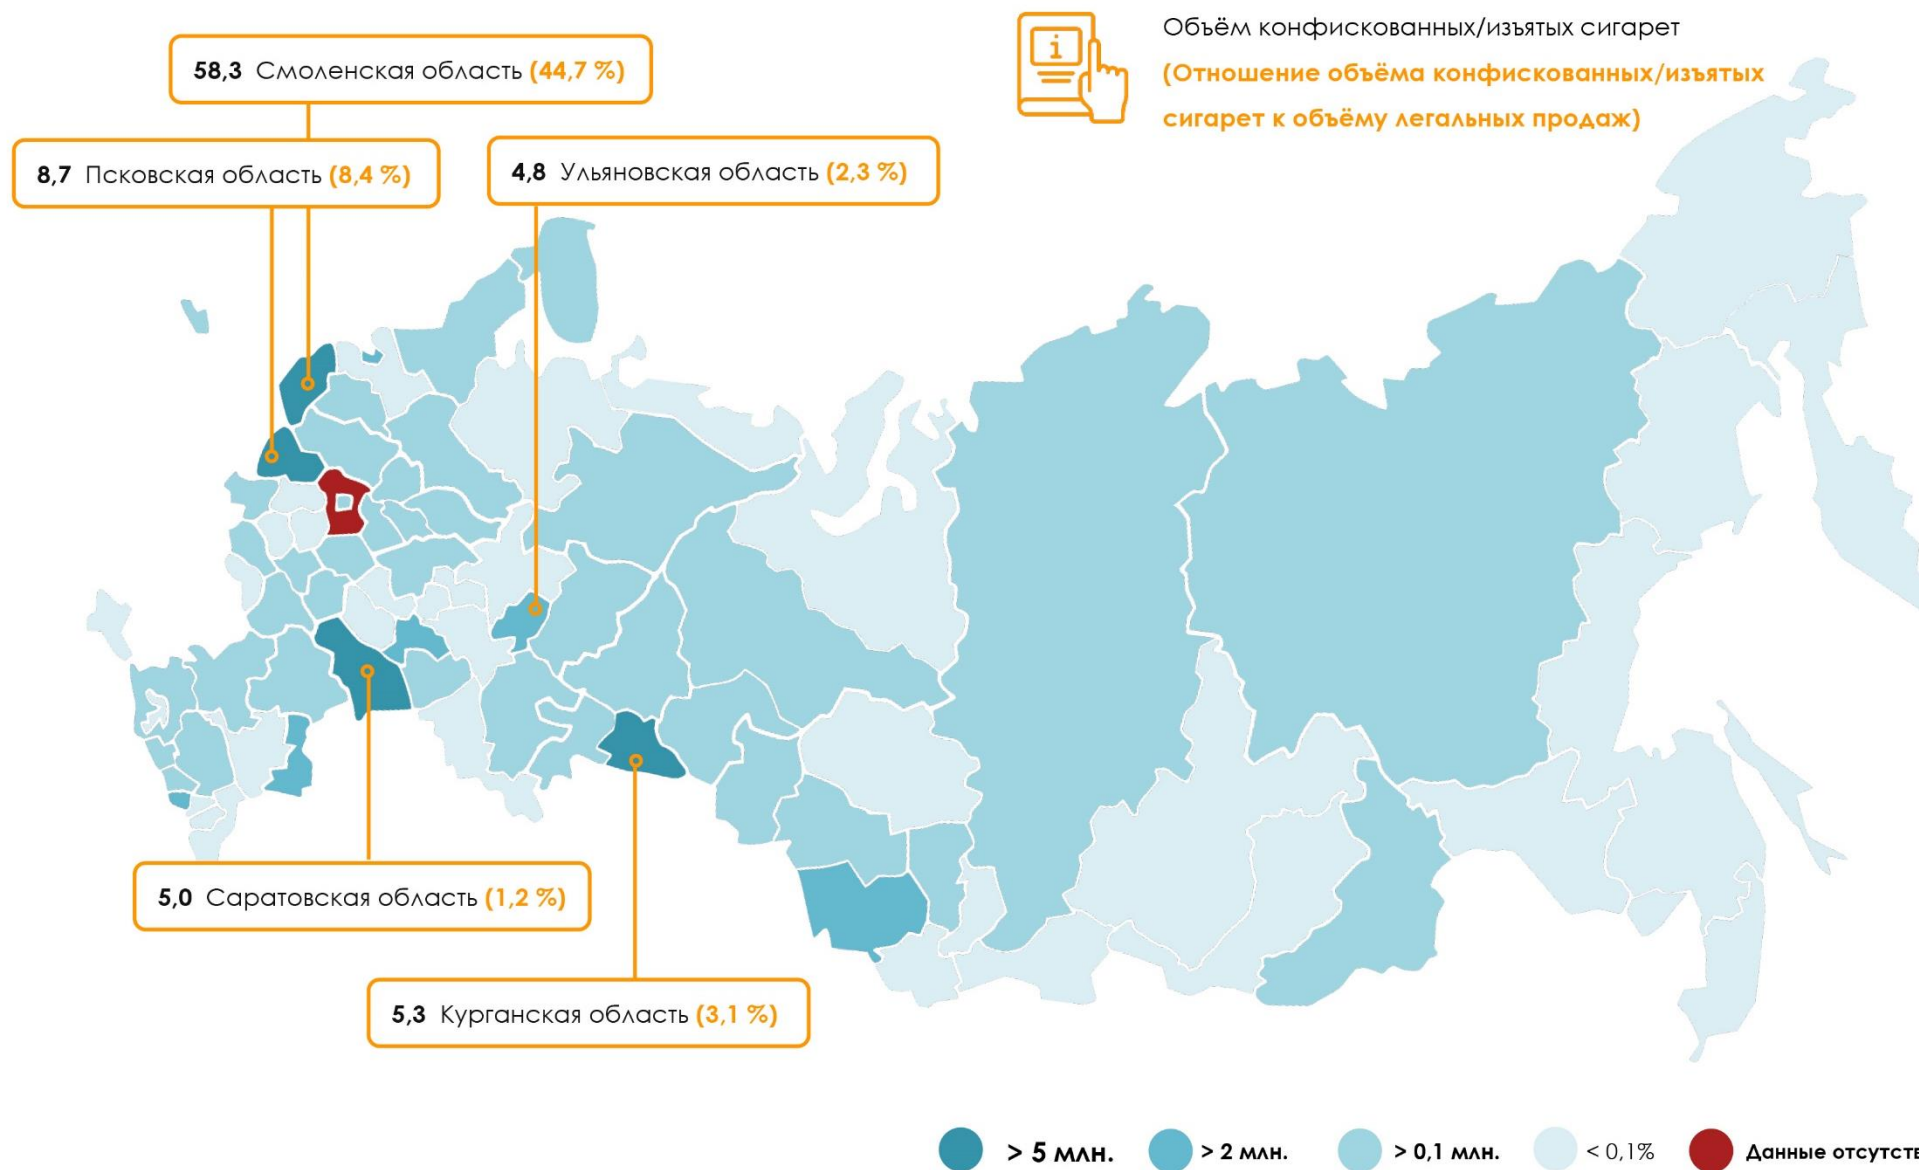 Объём конфискованных/изъятых сигарет
(Отношение объёма конфискованных/изъятых
сигарет к объёму легальных продаж)
58,3 Смоленская область (44,7 %)
8,7 Псковская область (8,4 %)
4,8 Ульяновская область (2,3 %)
5,0 Саратовская область (1,2 %)
5,3 Курганская область (3,1 %)
> 5 млн.
> 2 млн.
> 0,1 млн.
< 0,1%
Данные отсутств